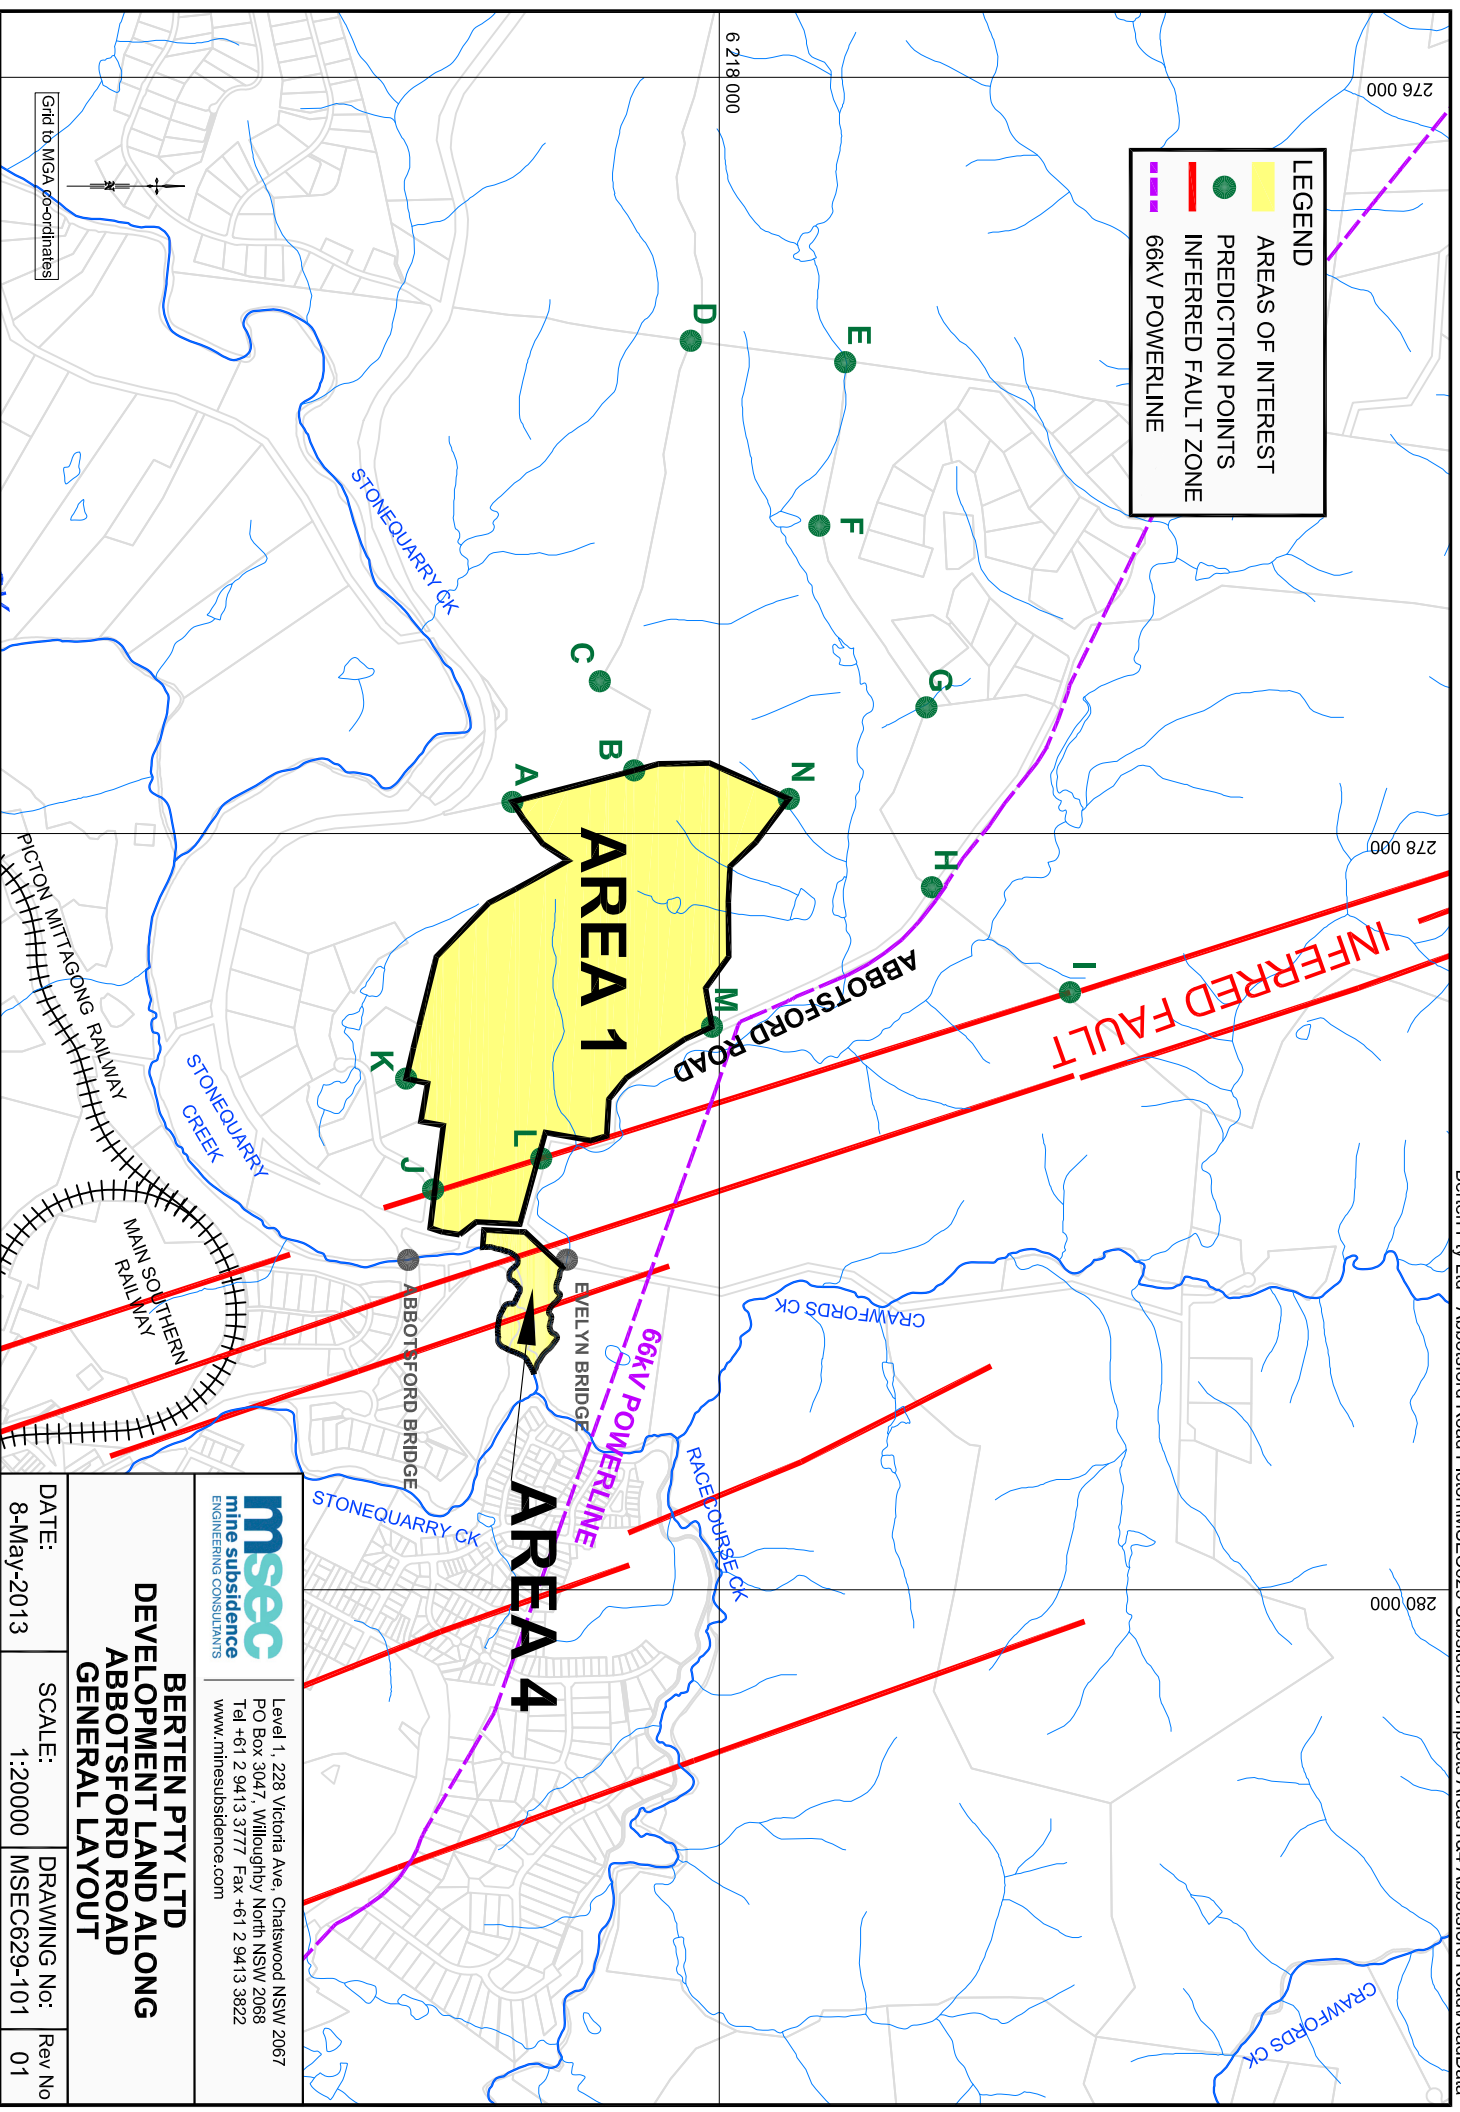 276 000
278 000
280 000
6 218 000
LEGEND
AREAS OF INTEREST
PREDICTION POINTS
INFERRED FAULT ZONE
66kV POWERLINE
I
INFERRED FAULT
E
D
F
G
H
N
C
B
A
M
L
K
J
AREA 1
ABBOTSFORD ROAD
CRAWFORDS CK
CRAWFORDS CK
RACECOURSE CK
66kV POWERLINE
EVELYN BRIDGE
ABBOTSFORD BRIDGE
AREA 4
STONEQUARRY CK
STONEQUARRY
CREEK
STONEQUARRY CK
PICTON MITTAGONG RAILWAY
MAIN SOUTHERN
RAILWAY
Grid to MGA co-ordinates
N
msec
mine subsidence
ENGINEERING CONSULTANTS
Level 1, 228 Victoria Ave, Chatswood NSW 2067
PO Box 3047, Willoughby North NSW 2068
Tel +61 2 9413 3777 Fax +61 2 9413 3822
www.minesubsidence.com
BERTEN PTY LTD
DEVELOPMENT LAND ALONG
ABBOTSFORD ROAD
GENERAL LAYOUT
DATE:
8-May-2013
SCALE:
1:20000
DRAWING No:
MSEC629-101
Rev No
01